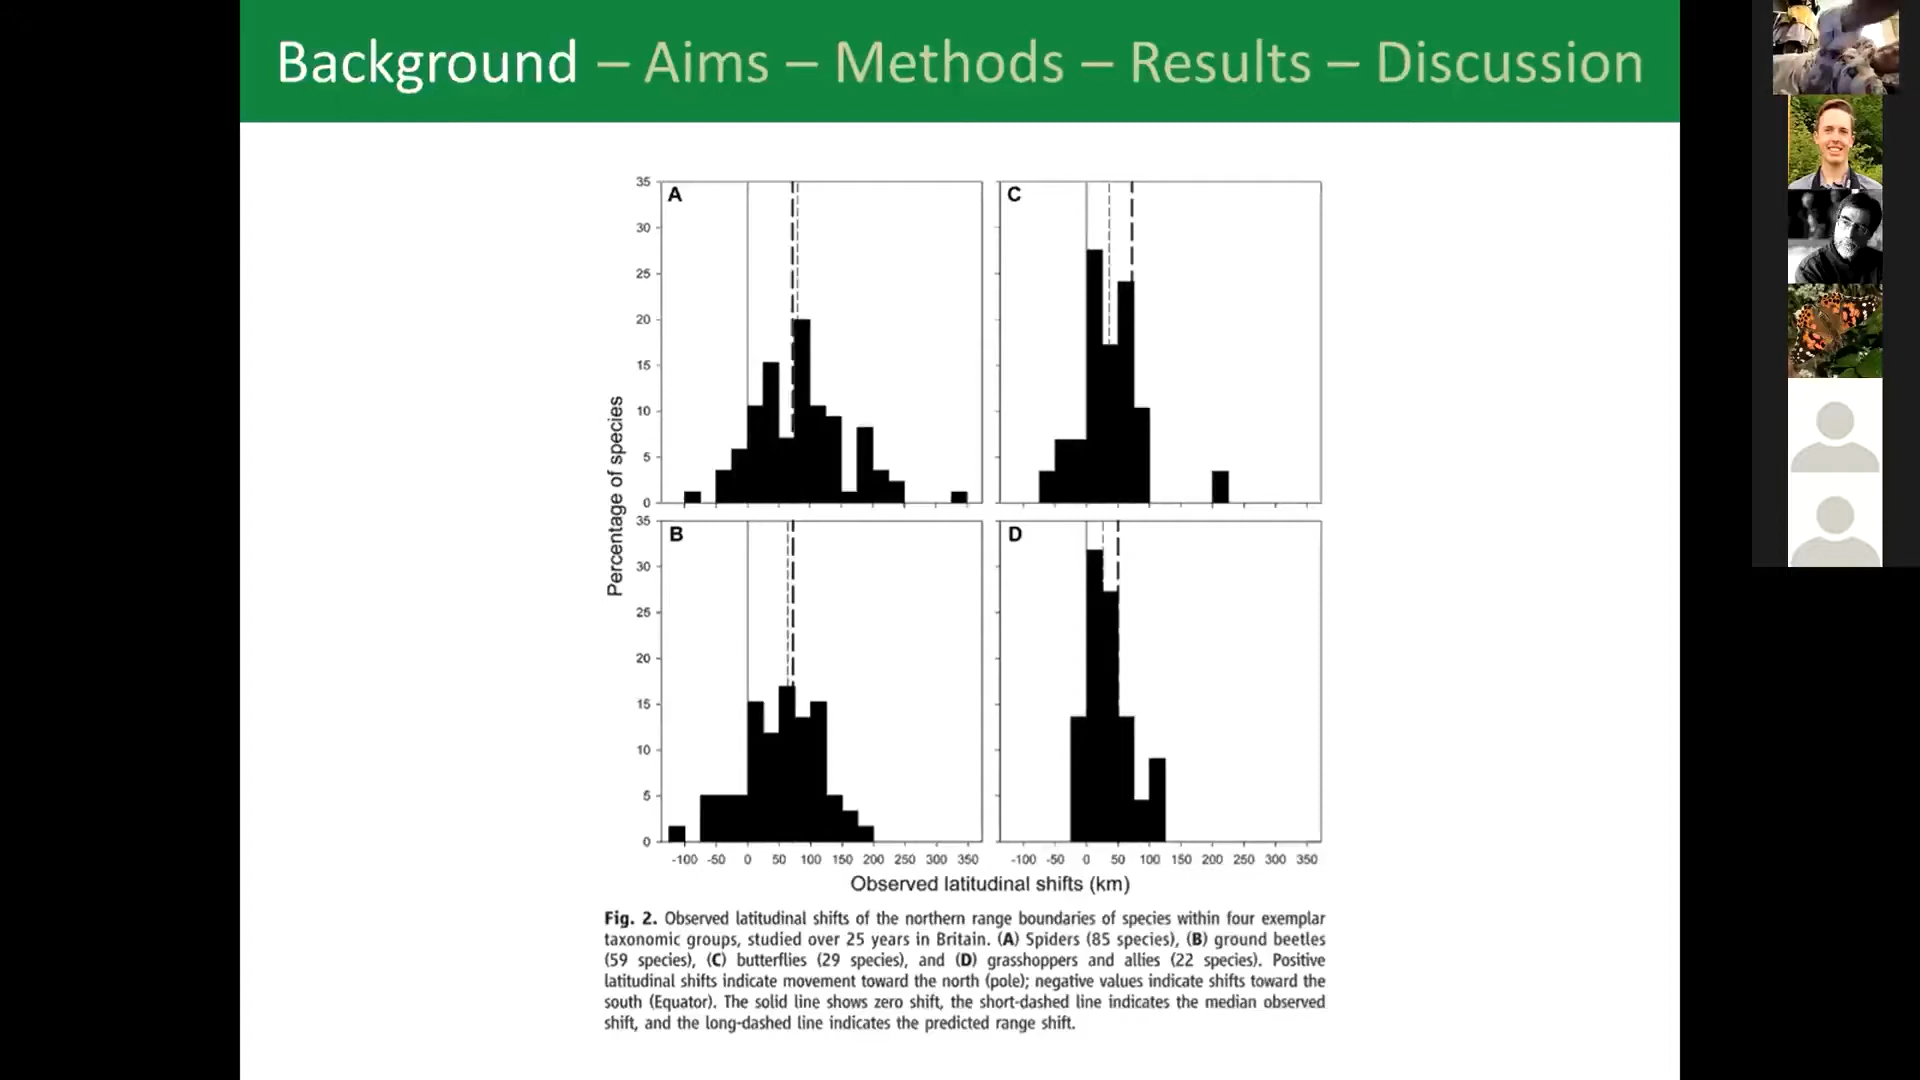 Background – Aims – Methods – Results – Discussion
A
35
30
25
20
15
10
5
0
C
B
35
30
25
20
15
10
5
0
D
Percentage of species
-100 -50 0 50 100 150 200 250 300 350
-100 -50 0 50 100 150 200 250 300 350
Observed latitudinal shifts (km)
Fig. 2. Observed latitudinal shifts of the northern range boundaries of species within four exemplar
taxonomic groups, studied over 25 years in Britain. (A) Spiders (85 species), (B) ground beetles
(59 species), (C) butterflies (29 species), and (D) grasshoppers and allies (22 species). Positive
latitudinal shifts indicate movement toward the north (pole); negative values indicate shifts toward the
south (Equator). The solid line shows zero shift, the short-dashed line indicates the median observed
shift, and the long-dashed line indicates the predicted range shift.